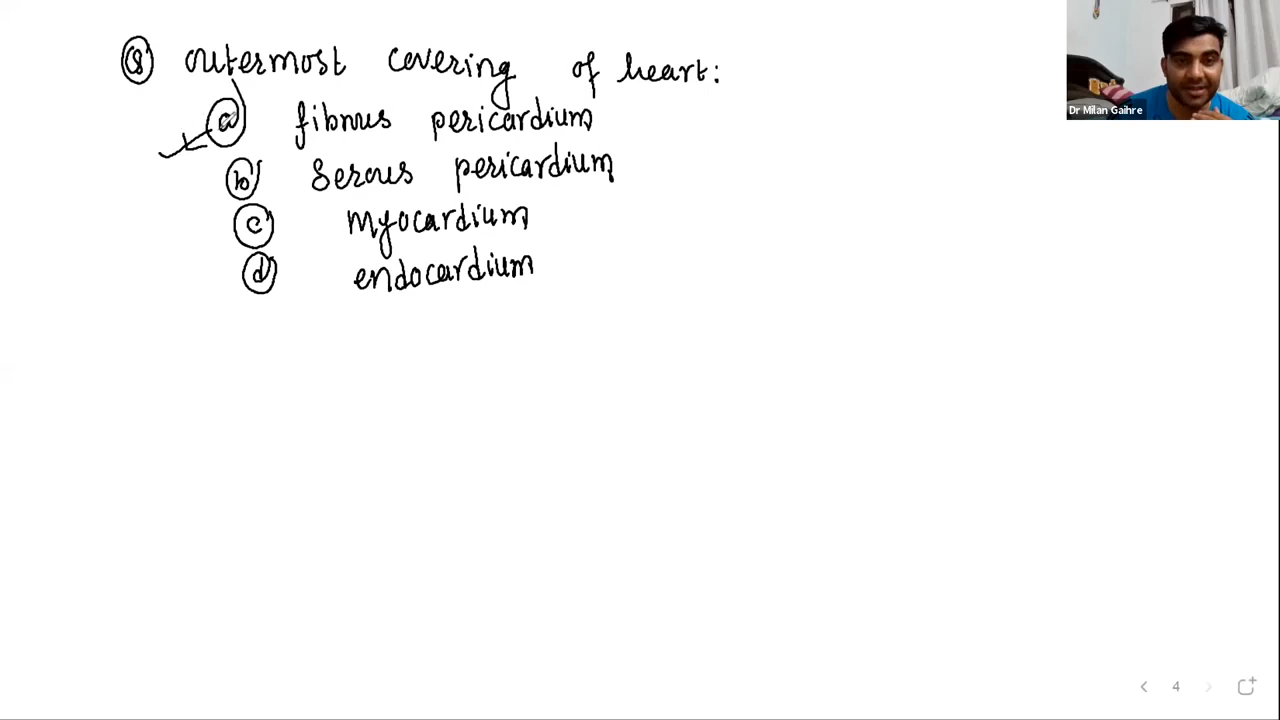 Q outermost covering of heart:
a fibrous pericardium
b serous pericardium
c myocardium
d endocardium
Dr Milan Gaihre
4